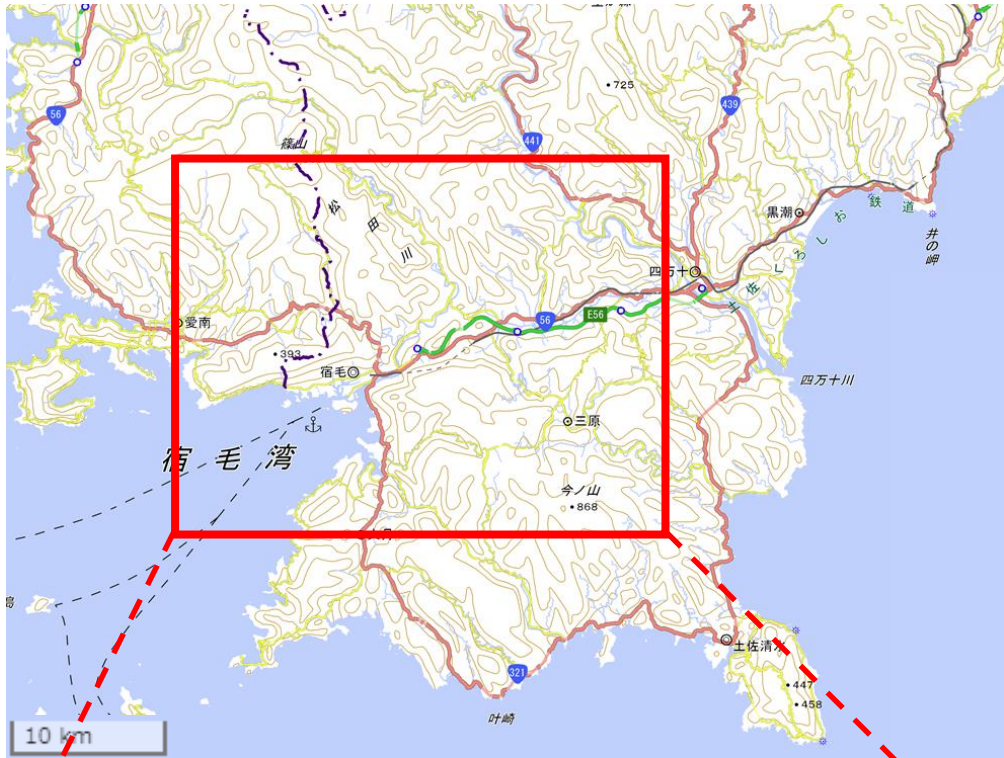 725
439
56
441
篠山
松田川
黒潮
くろしお鉄道
土佐
井の岬
四万十
56
E56
愛南
393
宿毛
四万十川
三原
宿毛湾
今ノ山
868
島
321
土佐清水
447
458
叶崎
10 km